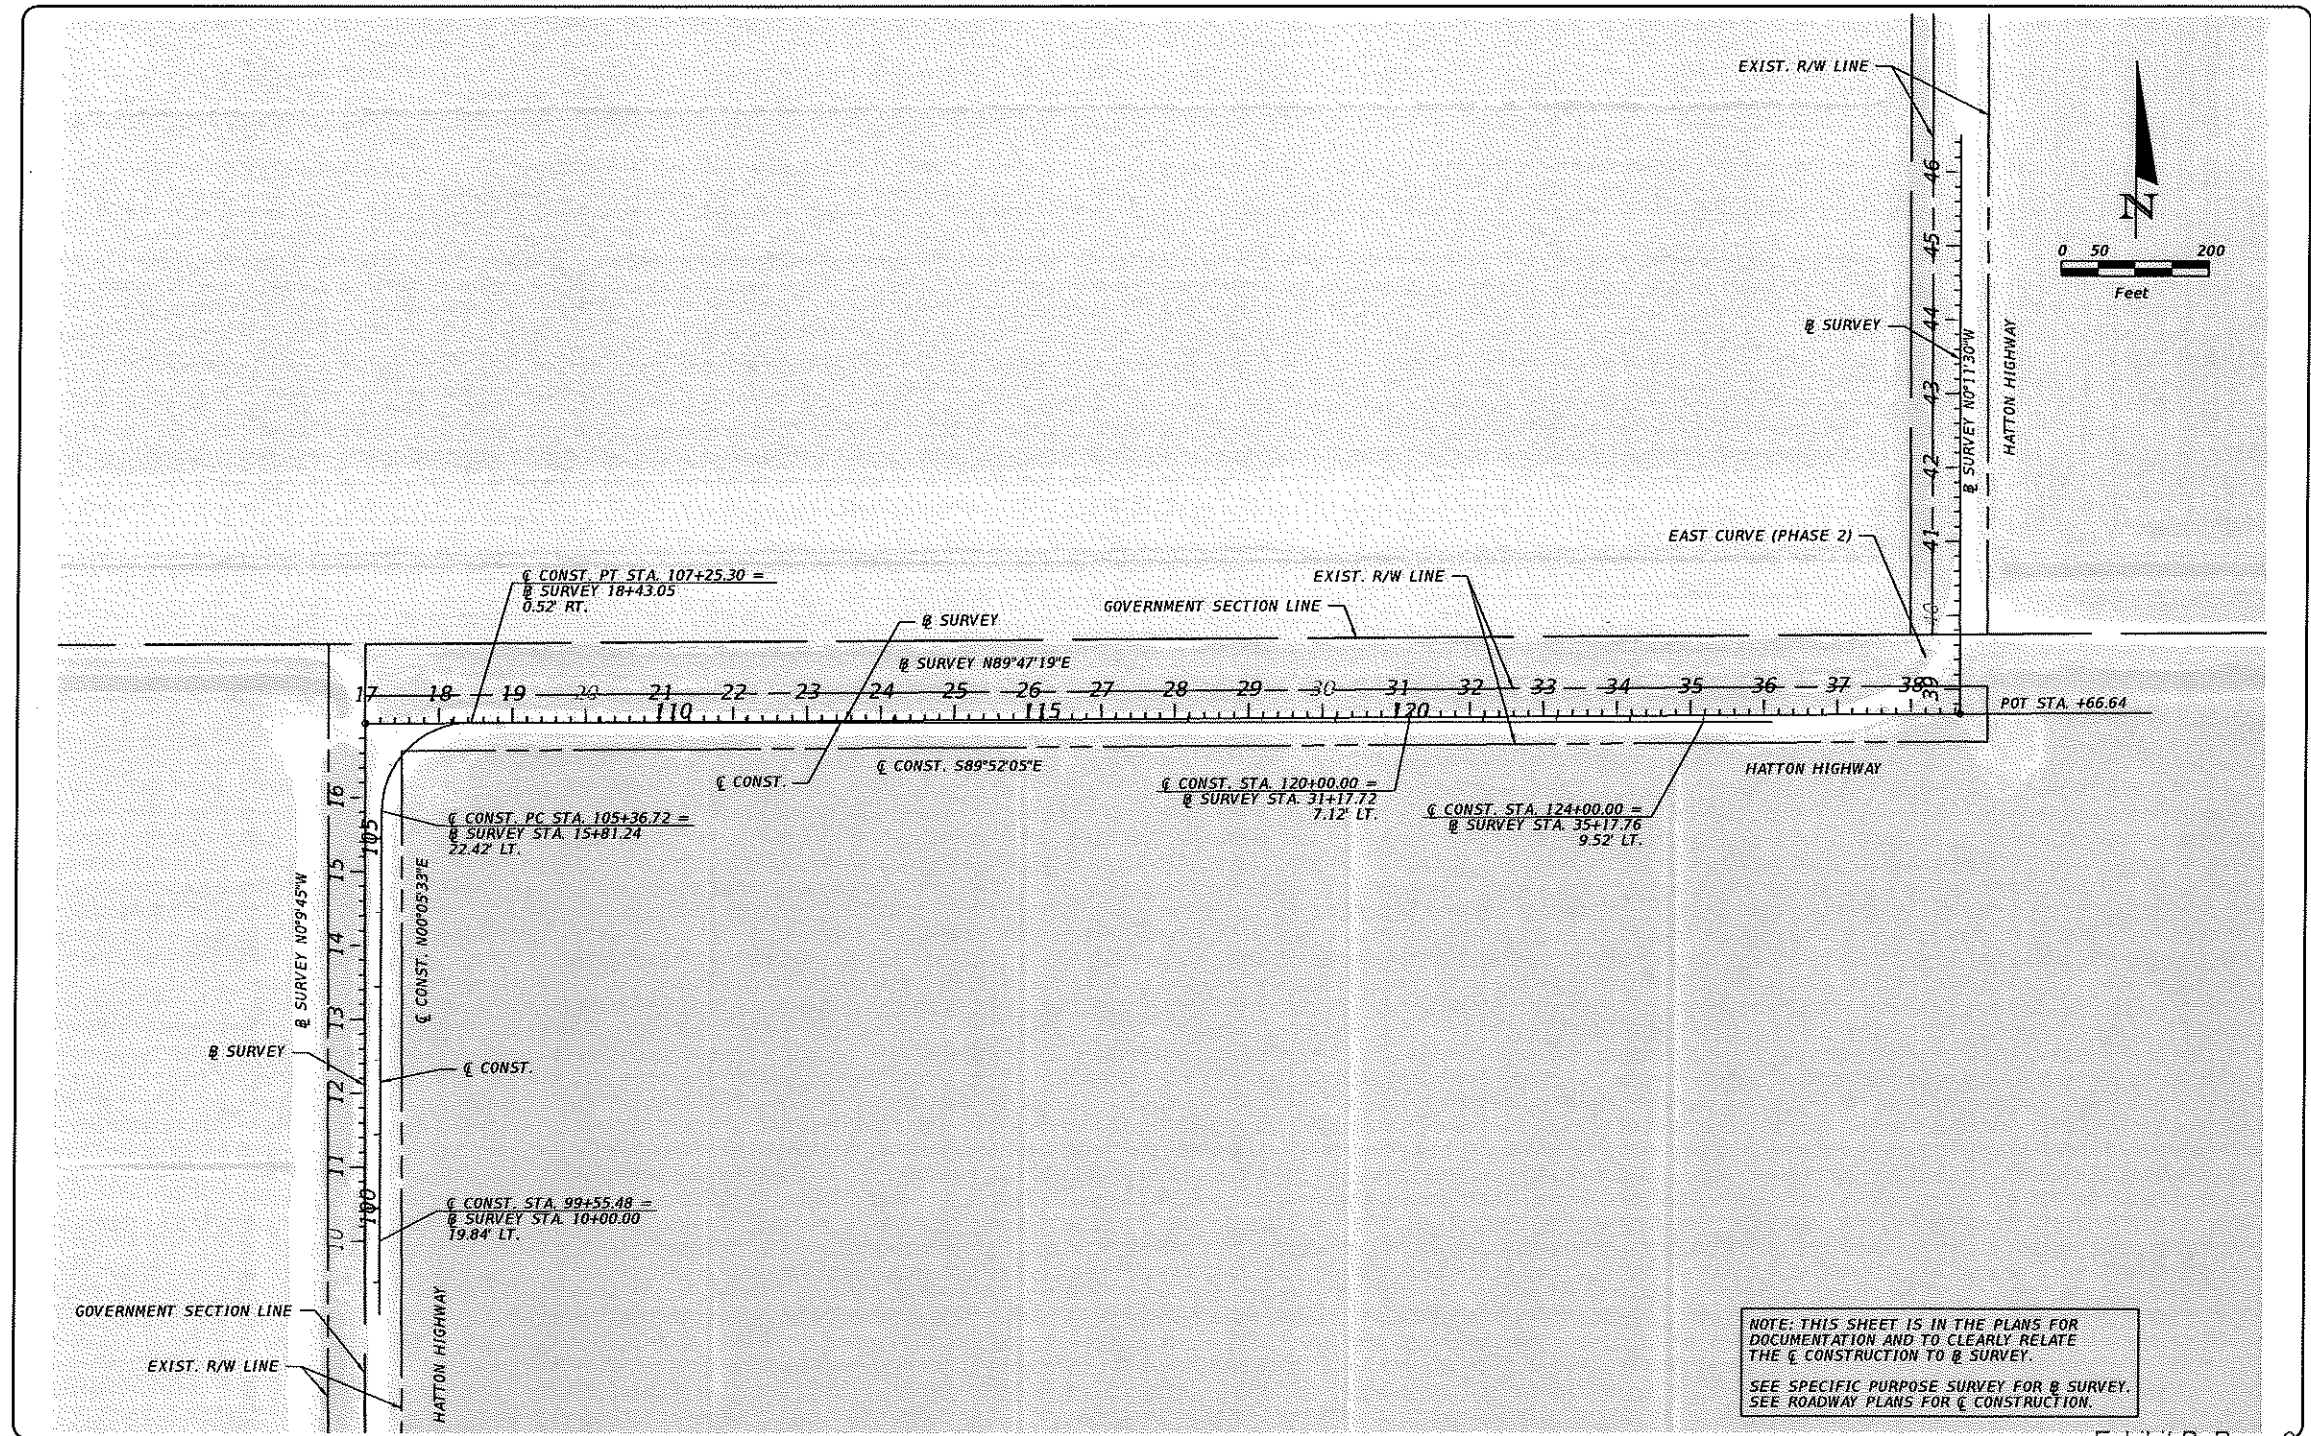 EXIST. R/W LINE
N
0 50 200
Feet
46
45
44
43
42
41
℄ SURVEY
℄ SURVEY N0°11'30"W
HATTON HIGHWAY
EAST CURVE (PHASE 2)
℄ CONST. PT STA. 107+25.30 =
℄ SURVEY 18+43.05
0.52' RT.
EXIST. R/W LINE
GOVERNMENT SECTION LINE
℄ SURVEY
℄ SURVEY N89°47'19"E
17 18 19 20 21 22 23 24 25 26 27 28 29 30 31 32 33 34 35 36 37 38 39
110 115 120
POT STA. +66.64
℄ CONST. S89°52'05"E
℄ CONST.
HATTON HIGHWAY
℄ CONST. STA. 120+00.00 =
℄ SURVEY STA. 31+17.72
7.12' LT.
℄ CONST. STA. 124+00.00 =
℄ SURVEY STA. 35+17.76
9.52' LT.
℄ CONST. PC STA. 105+36.72 =
℄ SURVEY STA. 15+81.24
22.42' LT.
16
105
15
14
13
12
11
100
10
℄ SURVEY N0°9'45"W
℄ CONST. N00°05'33"E
℄ SURVEY
℄ CONST.
℄ CONST. STA. 99+55.48 =
℄ SURVEY STA. 10+00.00
19.84' LT.
GOVERNMENT SECTION LINE
EXIST. R/W LINE
HATTON HIGHWAY
NOTE: THIS SHEET IS IN THE PLANS FOR
DOCUMENTATION AND TO CLEARLY RELATE
THE ℄ CONSTRUCTION TO ℄ SURVEY.
SEE SPECIFIC PURPOSE SURVEY FOR ℄ SURVEY.
SEE ROADWAY PLANS FOR ℄ CONSTRUCTION.